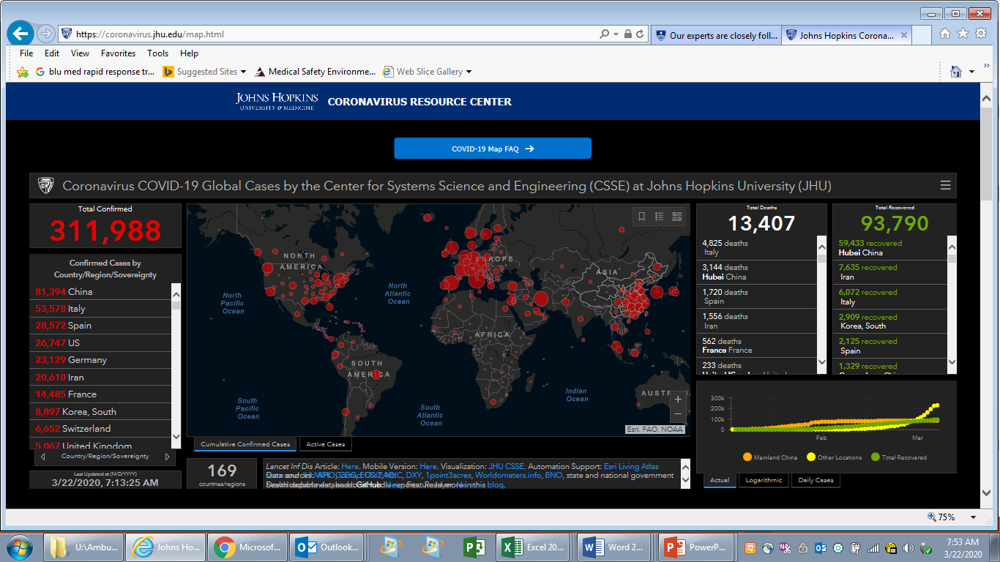 https://coronavirus.jhu.edu/map.html
Our experts are closely foll...
Johns Hopkins Corona...
File Edit View Favorites Tools Help
blu med rapid response tr...
Suggested Sites
Medical Safety Environme...
Web Slice Gallery
JOHNS HOPKINS
UNIVERSITY & MEDICINE
CORONAVIRUS RESOURCE CENTER
COVID-19 Map FAQ
Coronavirus COVID-19 Global Cases by the Center for Systems Science and Engineering (CSSE) at Johns Hopkins University (JHU)
Total Confirmed
311,988
Confirmed Cases by
Country/Region/Sovereignty
81,394 China
53,578 Italy
28,572 Spain
26,747 US
23,129 Germany
20,610 Iran
14,485 France
8,897 Korea, South
6,652 Switzerland
5,067 United Kingdom
Country/Region/Sovereignty
Last Updated at (M/D/YYYY)
3/22/2020, 7:13:25 AM
NORTH
AMERICA
EUROPE
ASIA
North
Pacific
Ocean
North
Atlantic
Ocean
AFRICA
SOUTH
AMERICA
South
Pacific
Ocean
South
Atlantic
Ocean
Indian
Ocean
AUSTR
Esri, FAO, NOAA
Cumulative Confirmed Cases
Active Cases
169
countries/regions
Lancet Inf Dis Article: Here. Mobile Version: Here. Visualization: JHU CSSE. Automation Support: Esri Living Atlas
DXY, 1point3acres, Worldometers.info, BNO, state and national government
GitHub
this blog.
Total Deaths
13,407
4,825 deaths
Italy
3,144 deaths
Hubei China
1,720 deaths
Spain
1,556 deaths
Iran
562 deaths
France France
233 deaths
Total Recovered
93,790
59,433 recovered
Hubei China
7,635 recovered
Iran
6,072 recovered
Italy
2,909 recovered
Korea, South
2,125 recovered
Spain
1,329 recovered
300k
200k
100k
0
Feb
Mar
Mainland China
Other Locations
Total Recovered
Actual
Logarithmic
Daily Cases
75%
U:\Ambu...
Johns Ho...
Microsof...
Outlook...
Excel 20...
Word 2...
PowerP...
7:53 AM
3/22/2020